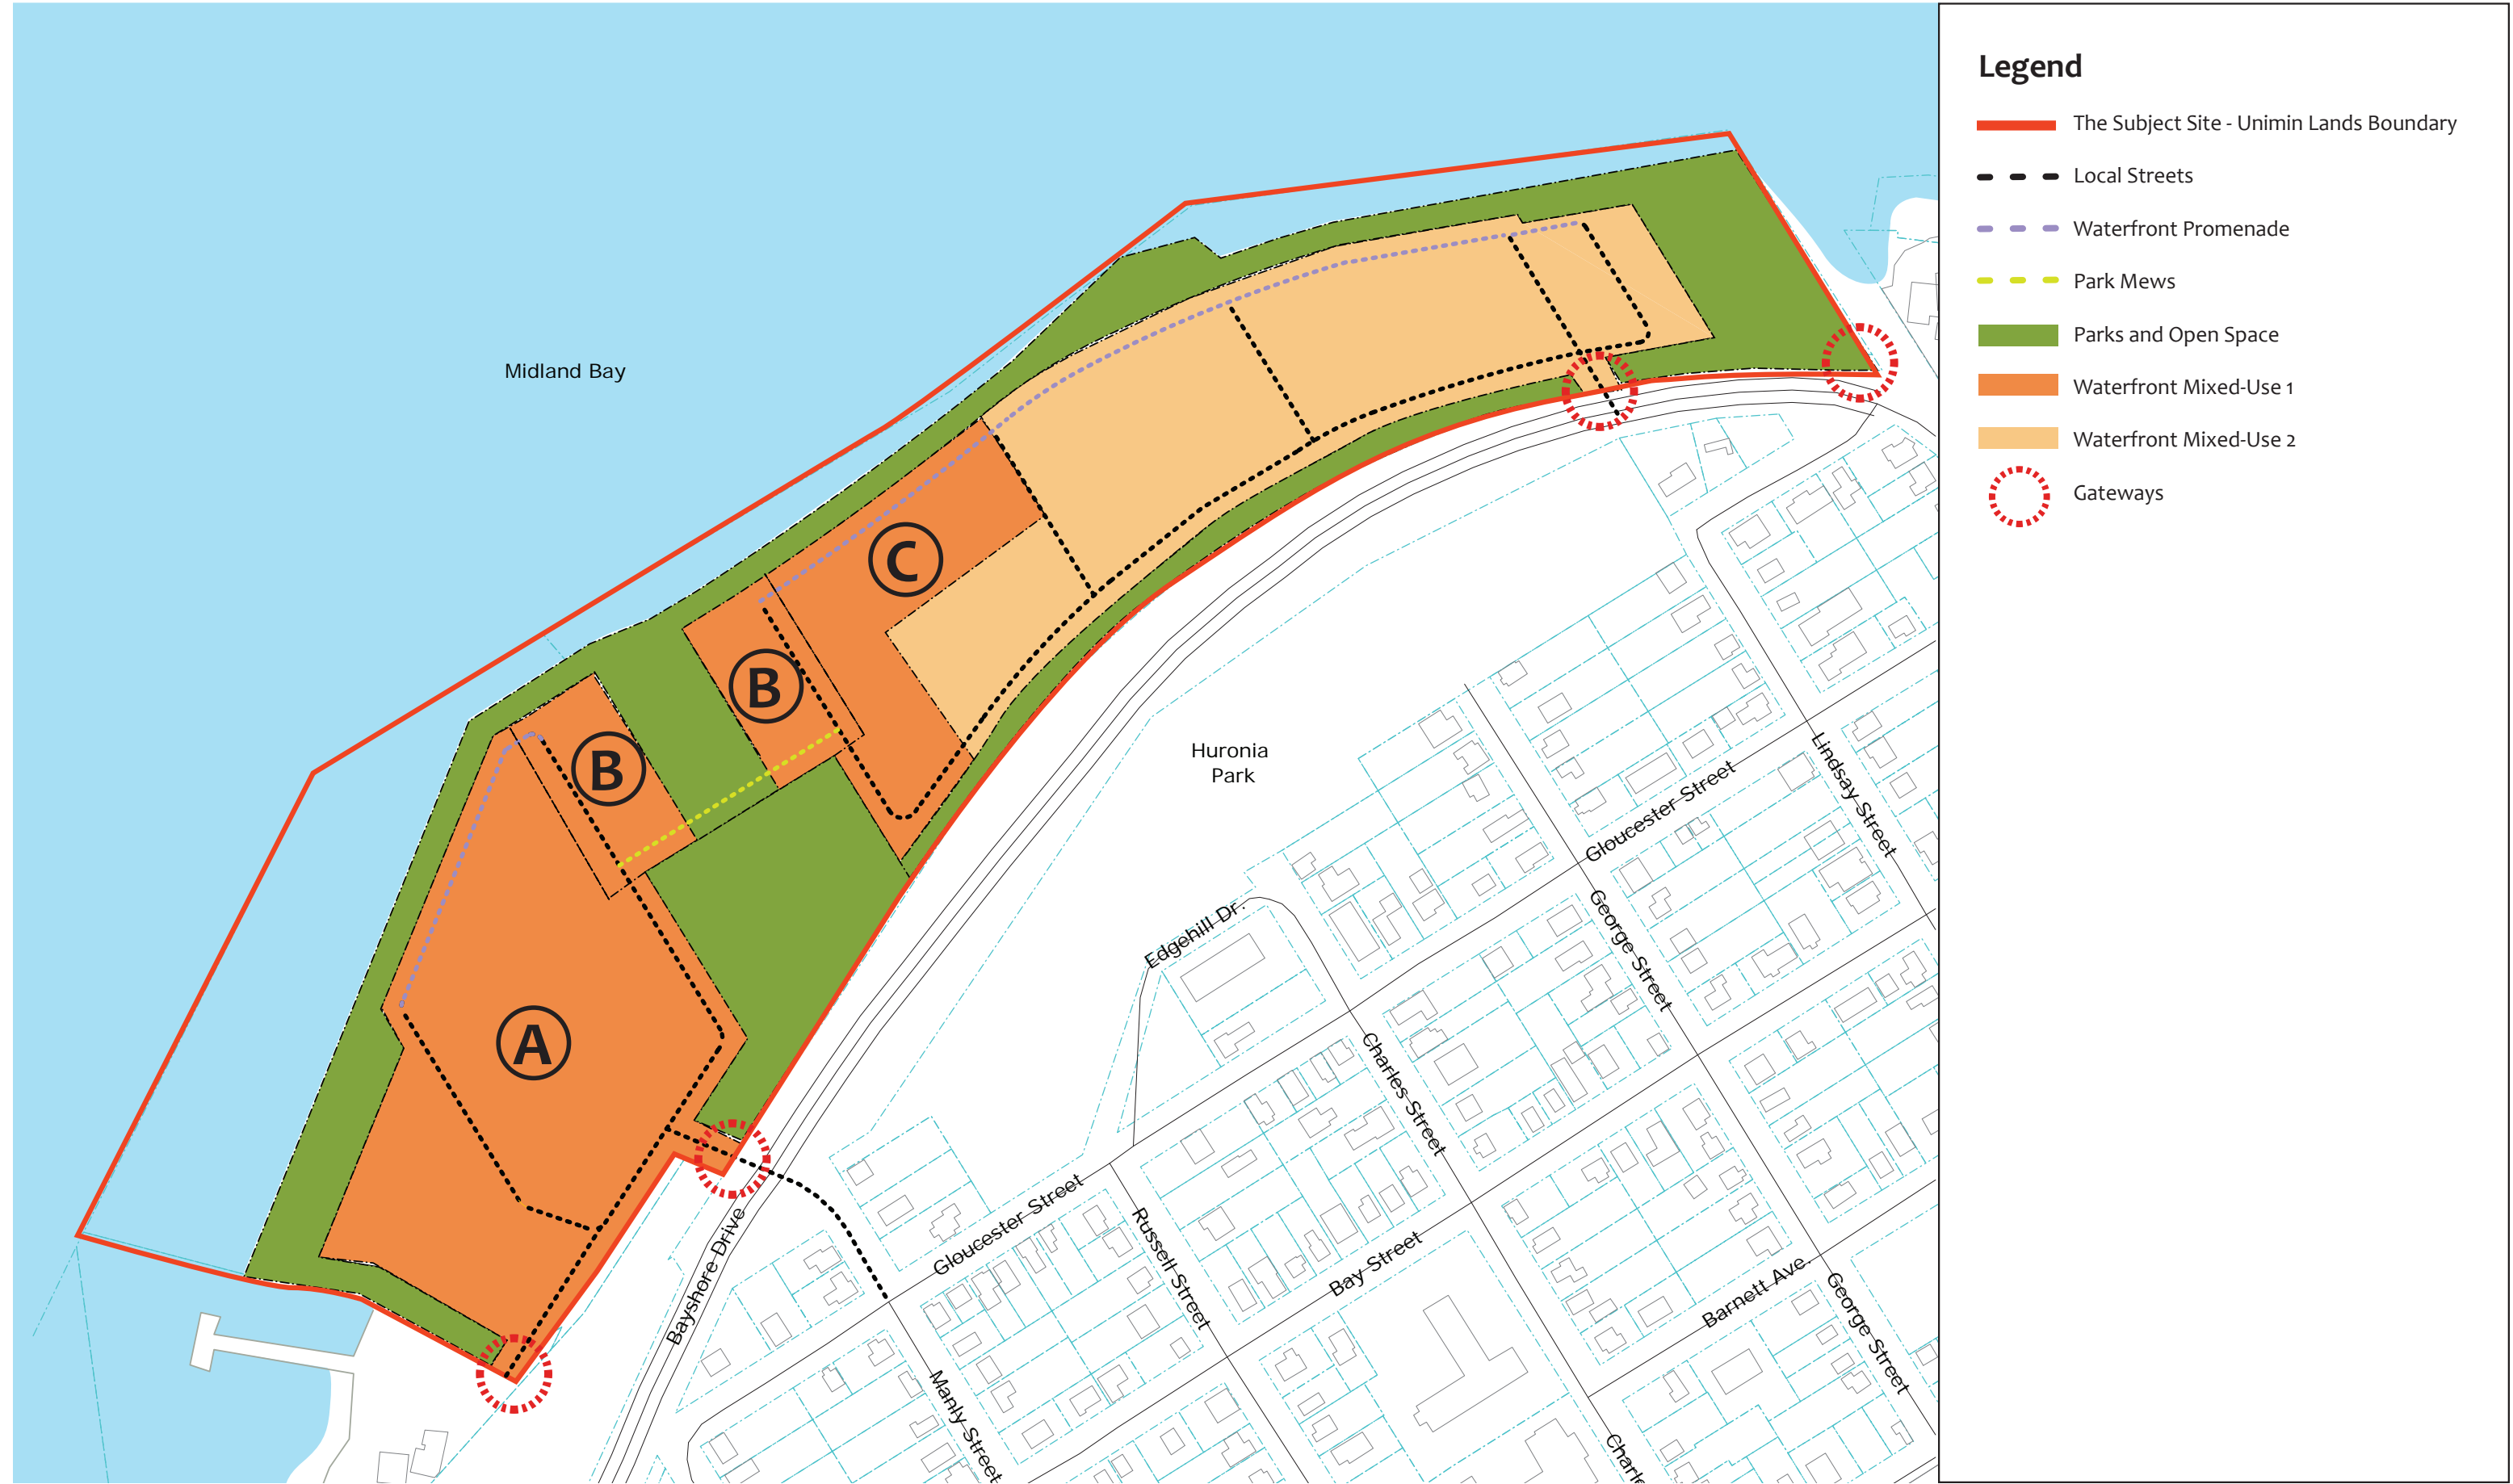 Legend
The Subject Site - Unimin Lands Boundary
Local Streets
Waterfront Promenade
Park Mews
Parks and Open Space
Waterfront Mixed-Use 1
Waterfront Mixed-Use 2
Gateways
Midland Bay
C
B
B
A
Huronia
Park
Lindsay Street
Gloucester Street
George Street
Edgehill Dr.
Charles Street
Gloucester Street
Bayshore Drive
Russell Street
Bay Street
Barnett Ave.
George Street
Manly Street
Charle